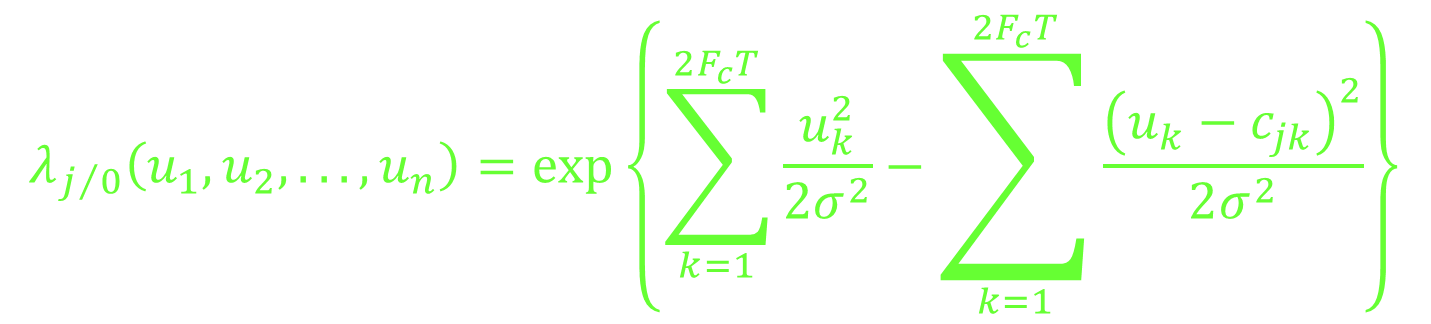 λ_{j/0}(u_1, u_2, ..., u_n) = exp{∑_{k=1}^{2F_cT} u_k^2/2σ^2 − ∑_{k=1}^{2F_cT} (u_k − c_{jk})^2/2σ^2}